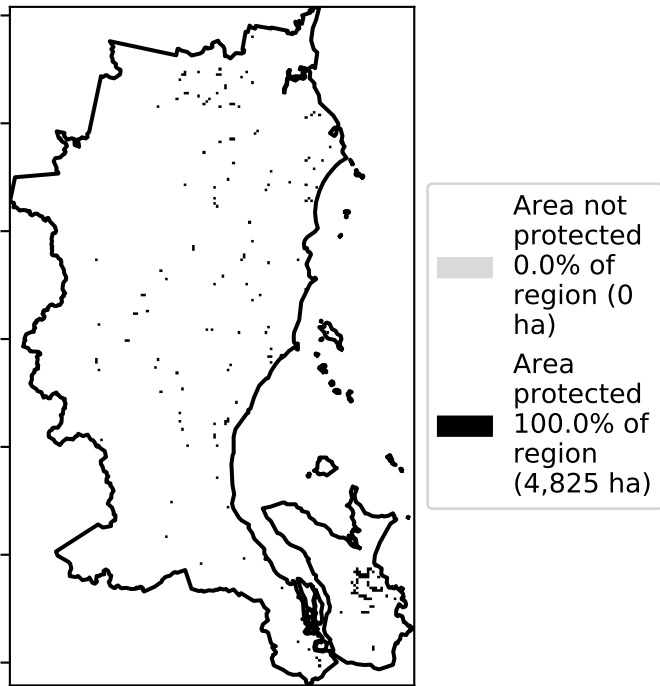 Area not
protected
0.0% of
region (0
ha)
Area
protected
100.0% of
region
(4,825 ha)